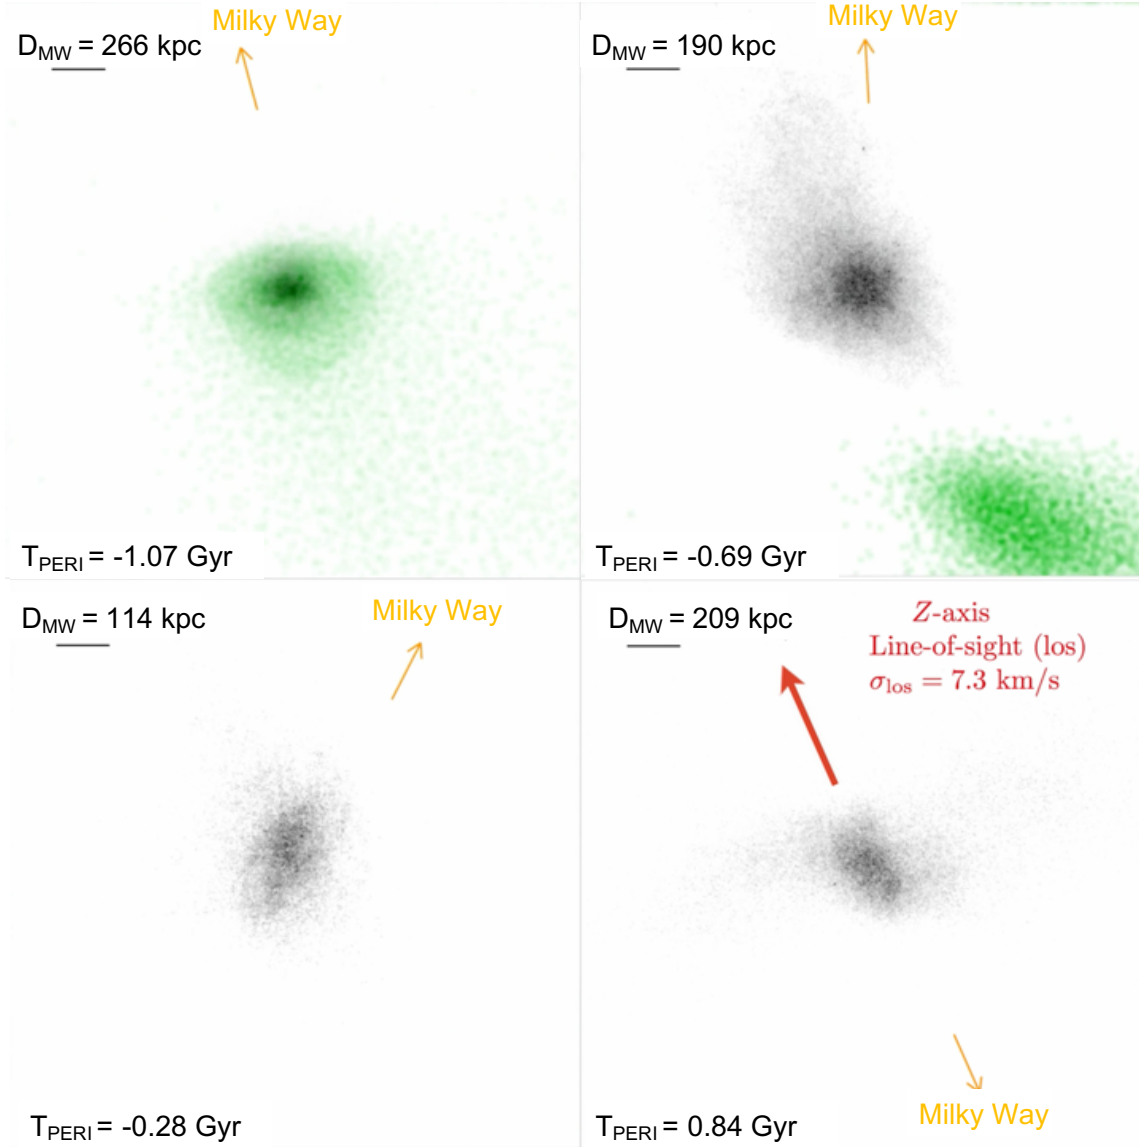 Milky Way
D_MW = 266 kpc
T_PERI = -1.07 Gyr
Milky Way
D_MW = 190 kpc
T_PERI = -0.69 Gyr
D_MW = 114 kpc
Milky Way
T_PERI = -0.28 Gyr
D_MW = 209 kpc
Z-axis
Line-of-sight (los)
σ_los = 7.3 km/s
Milky Way
T_PERI = 0.84 Gyr